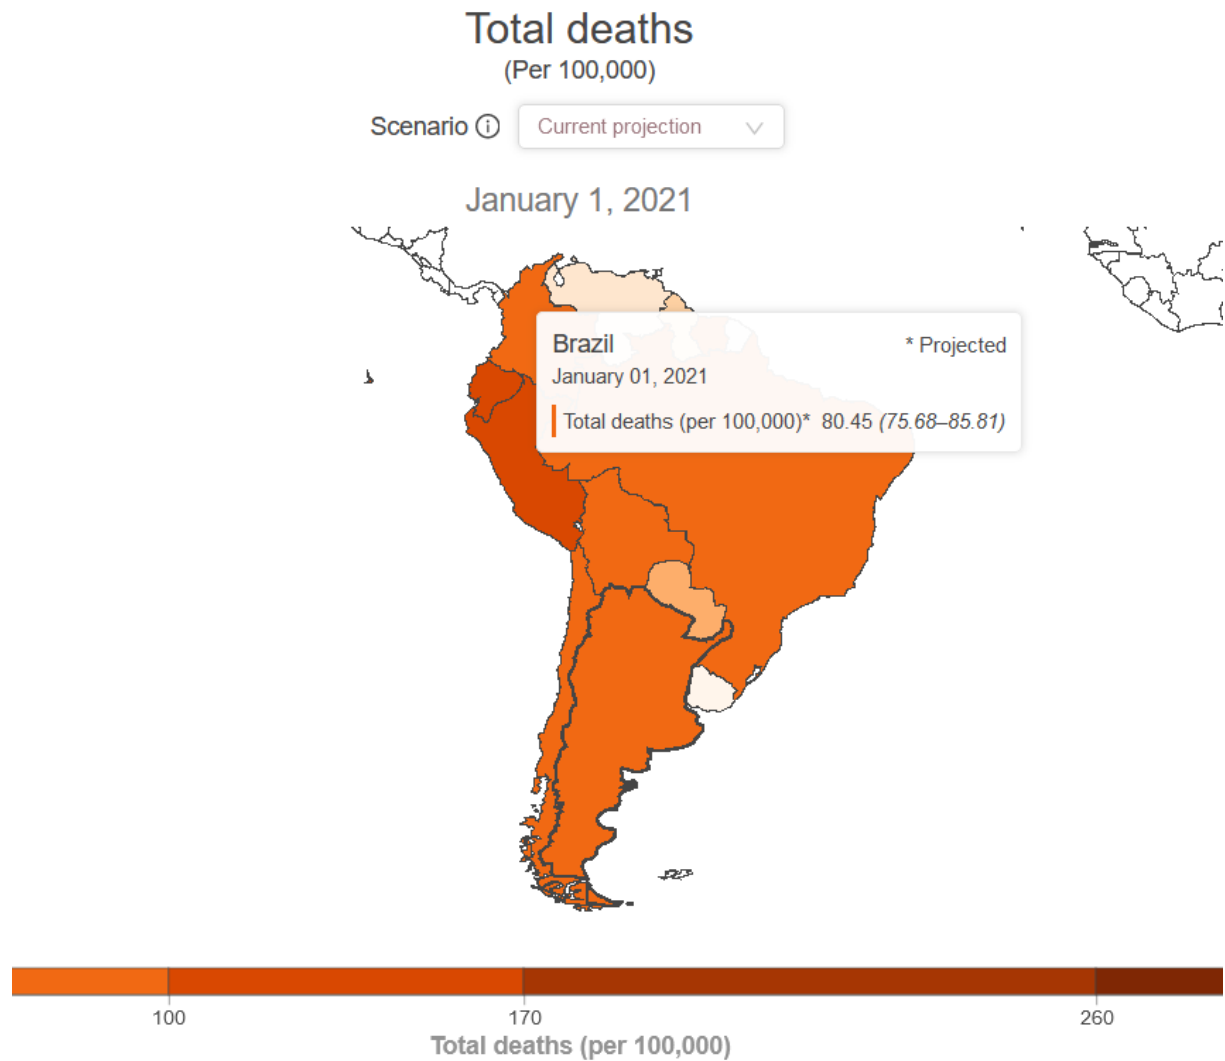 Total deaths
(Per 100,000)
Scenario Current projection
January 1, 2021
Brazil * Projected
January 01, 2021
Total deaths (per 100,000)* 80.45 (75.68–85.81)
100 170 260
Total deaths (per 100,000)